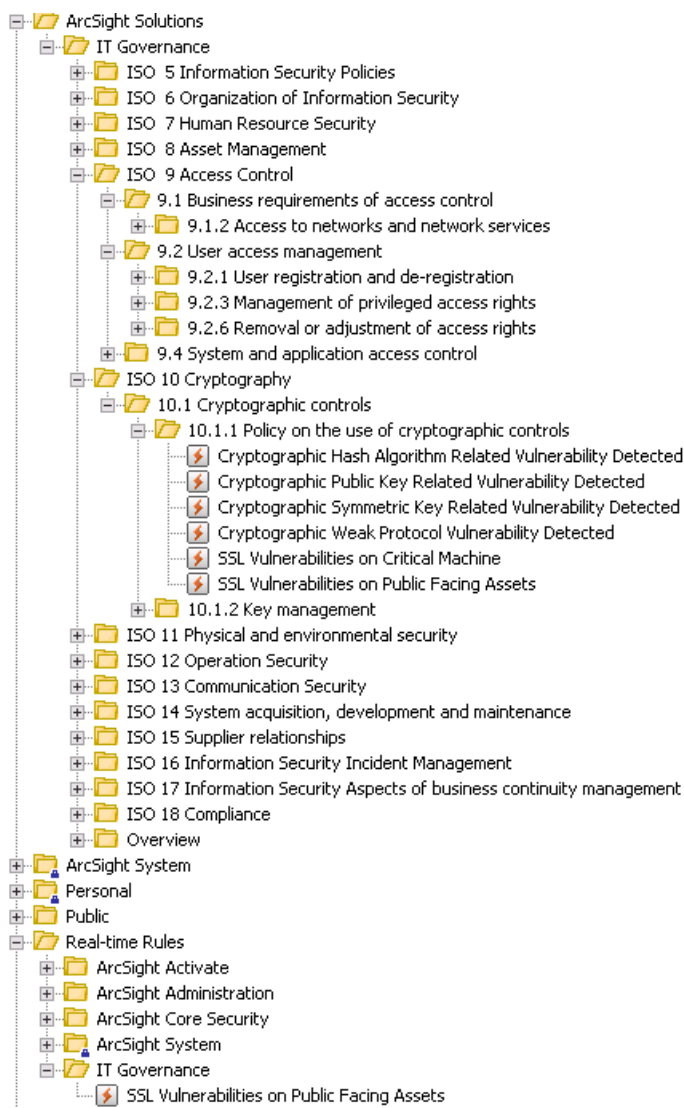 ArcSight Solutions
IT Governance
ISO 5 Information Security Policies
ISO 6 Organization of Information Security
ISO 7 Human Resource Security
ISO 8 Asset Management
ISO 9 Access Control
9.1 Business requirements of access control
9.1.2 Access to networks and network services
9.2 User access management
9.2.1 User registration and de-registration
9.2.3 Management of privileged access rights
9.2.6 Removal or adjustment of access rights
9.4 System and application access control
ISO 10 Cryptography
10.1 Cryptographic controls
10.1.1 Policy on the use of cryptographic controls
Cryptographic Hash Algorithm Related Vulnerability Detected
Cryptographic Public Key Related Vulnerability Detected
Cryptographic Symmetric Key Related Vulnerability Detected
Cryptographic Weak Protocol Vulnerability Detected
SSL Vulnerabilities on Critical Machine
SSL Vulnerabilities on Public Facing Assets
10.1.2 Key management
ISO 11 Physical and environmental security
ISO 12 Operation Security
ISO 13 Communication Security
ISO 14 System acquisition, development and maintenance
ISO 15 Supplier relationships
ISO 16 Information Security Incident Management
ISO 17 Information Security Aspects of business continuity management
ISO 18 Compliance
Overview
ArcSight System
Personal
Public
Real-time Rules
ArcSight Activate
ArcSight Administration
ArcSight Core Security
ArcSight System
IT Governance
SSL Vulnerabilities on Public Facing Assets